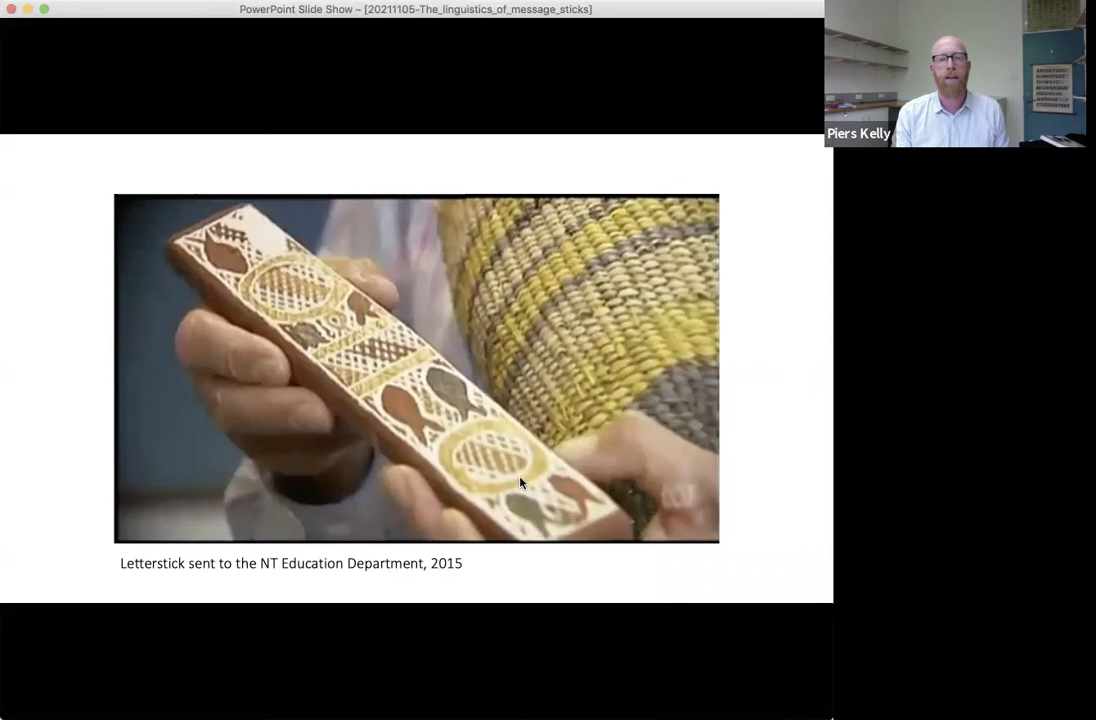 PowerPoint Slide Show – [20211105-The_linguistics_of_message_sticks]
Piers Kelly
Letterstick sent to the NT Education Department, 2015